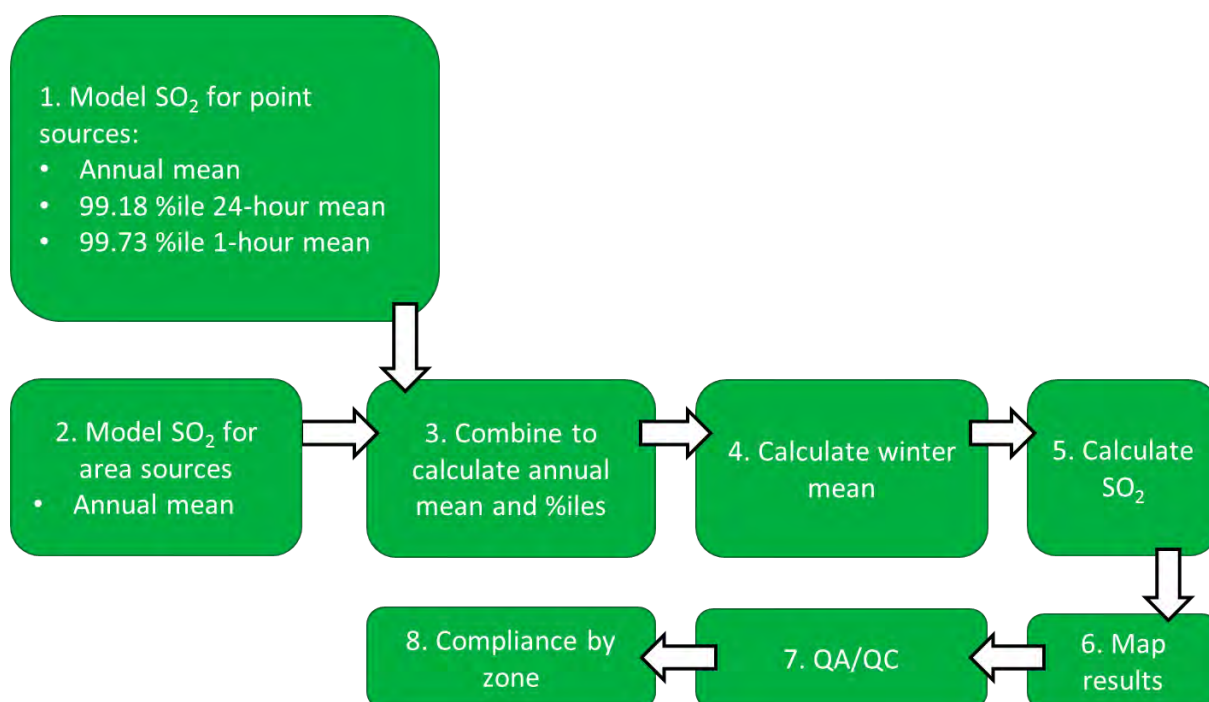 1. Model SO₂ for point
sources:
• Annual mean
• 99.18 %ile 24-hour mean
• 99.73 %ile 1-hour mean
2. Model SO₂ for
area sources
• Annual mean
3. Combine to
calculate annual
mean and %iles
4. Calculate winter
mean
5. Calculate
SO₂
6. Map
results
7. QA/QC
8. Compliance by
zone